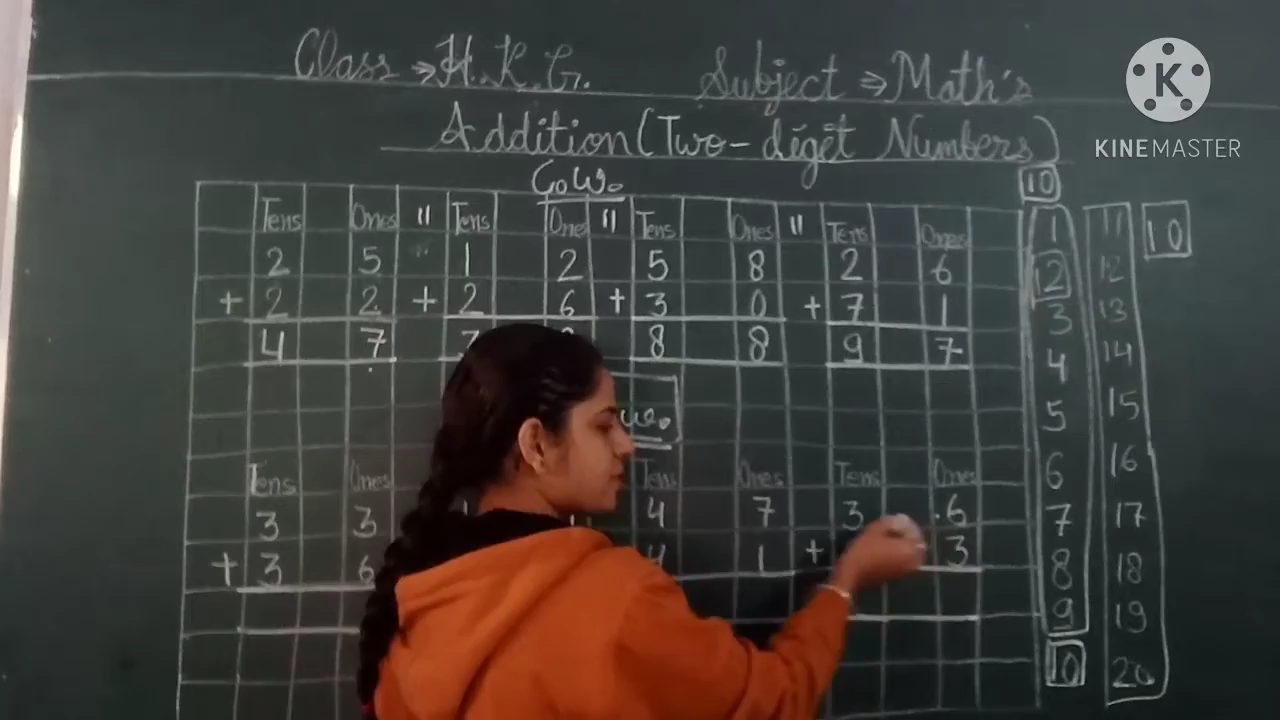 Class → H.K.G. Subject ⇒ Math's
KINEMASTER
Addition (Two-digit Numbers)
C.W.
10
Tens Ones " Tens Ones " Tens Ones " Tens Ones 1 11 10
2 5 1 2 5 8 2 6 12 12
+ 2 2 + 2 6 + 3 0 + 7 1 3 13
4 7 3 8 8 9 7 4 14
W. 5 15
Tens Ones Tens Ones Tens Ones 6 16
3 3 1 4 7 3 6 7 17
+ 3 6 4 1 + 3 8 18
9 19
10 20